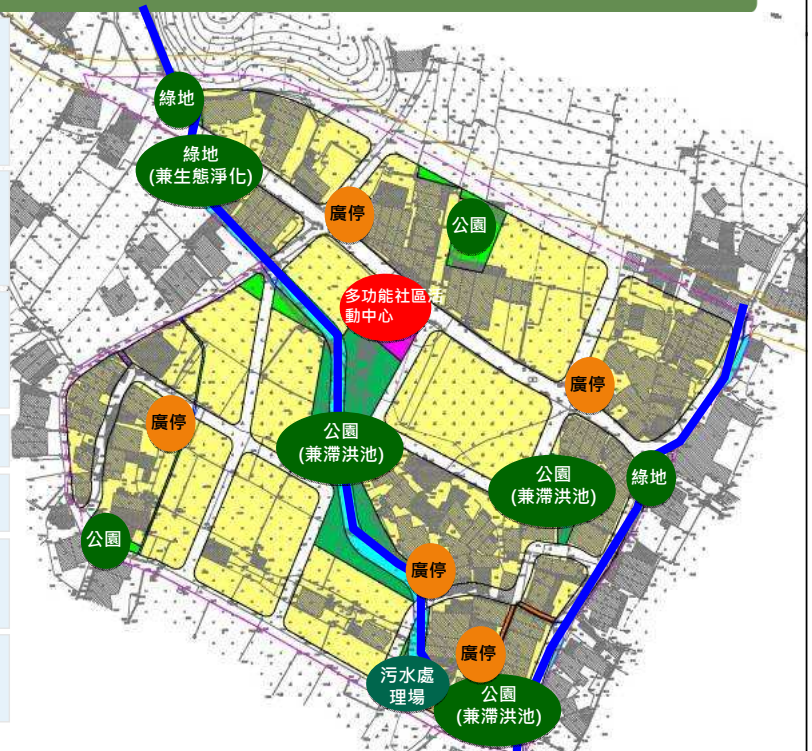 綠地
綠地
(兼生態淨化)
廣停
公園
多功能社區活
動中心
廣停
廣停
公園
(兼滯洪池)
公園
(兼滯洪池)
綠地
公園
廣停
廣停
污水處
理場
公園
(兼滯洪池)